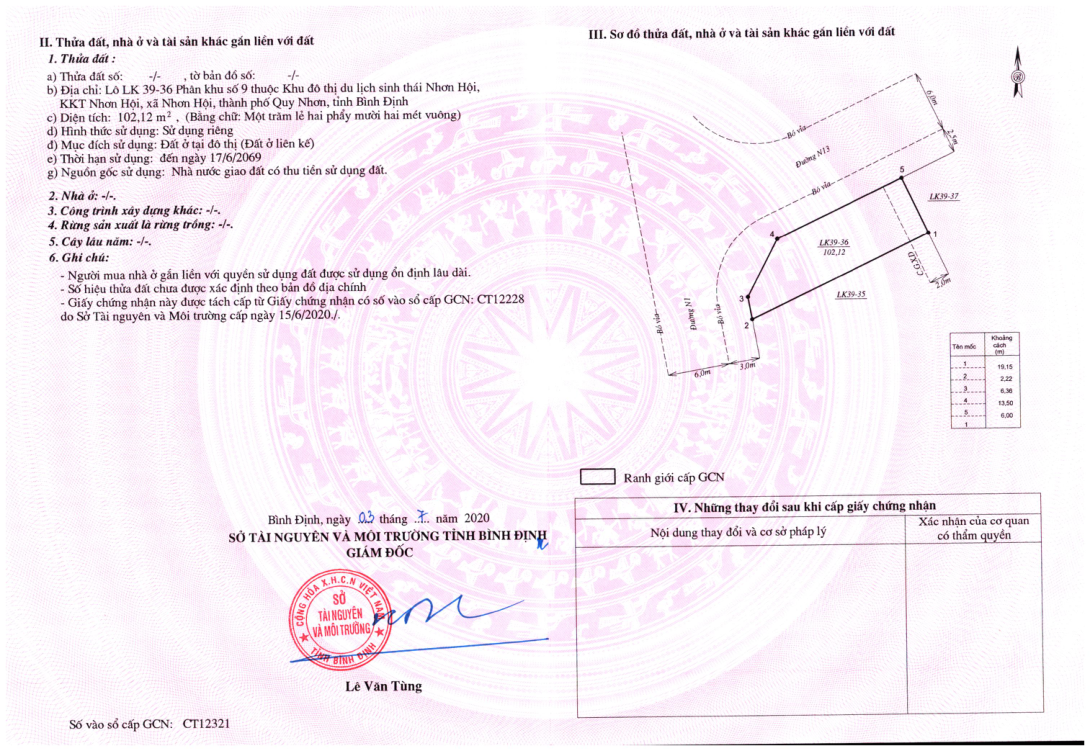 II. Thửa đất, nhà ở và tài sản khác gắn liền với đất
1. Thửa đất :
a) Thửa đất số: -/- , tờ bản đồ số: -/-
b) Địa chỉ: Lô LK 39-36 Phân khu số 9 thuộc Khu đô thị du lịch sinh thái Nhơn Hội,
KKT Nhơn Hội, xã Nhơn Hội, thành phố Quy Nhơn, tỉnh Bình Định
c) Diện tích: 102,12 m² , (Bằng chữ: Một trăm lẻ hai phẩy mười hai mét vuông)
d) Hình thức sử dụng: Sử dụng riêng
đ) Mục đích sử dụng: Đất ở tại đô thị (Đất ở liên kế)
e) Thời hạn sử dụng: đến ngày 17/6/2069
g) Nguồn gốc sử dụng: Nhà nước giao đất có thu tiền sử dụng đất.
2. Nhà ở: -/-.
3. Công trình xây dựng khác: -/-.
4. Rừng sản xuất là rừng trồng: -/-.
5. Cây lâu năm: -/-.
6. Ghi chú:
- Người mua nhà ở gắn liền với quyền sử dụng đất được sử dụng ổn định lâu dài.
- Số hiệu thửa đất chưa được xác định theo bản đồ địa chính
- Giấy chứng nhận này được tách cấp từ Giấy chứng nhận có số vào sổ cấp GCN: CT12228
do Sở Tài nguyên và Môi trường cấp ngày 15/6/2020./.
Bình Định, ngày 03 tháng .7. năm 2020
SỞ TÀI NGUYÊN VÀ MÔI TRƯỜNG TỈNH BÌNH ĐỊNH
GIÁM ĐỐC
CỘNG HÒA X.H.C.N VIỆT NAM
SỞ
TÀI NGUYÊN
VÀ MÔI TRƯỜNG
TỈNH BÌNH ĐỊNH
Lê Văn Tùng
Số vào sổ cấp GCN: CT12321
III. Sơ đồ thửa đất, nhà ở và tài sản khác gắn liền với đất
6,0m
2,5m
Bó vỉa
Đường N13
Bó vỉa
5
LK39-37
4
LK39-36
102,12
1
C.G.XD
2,0m
LK39-35
3
2
Bó vỉa
Đường N1
Bó vỉa
6,0m
3,0m
Tên mốc
Khoảng
cách
(m)
1
19,15
2
2,22
3
6,36
4
13,50
5
6,00
1
Ranh giới cấp GCN
IV. Những thay đổi sau khi cấp giấy chứng nhận
Nội dung thay đổi và cơ sở pháp lý
Xác nhận của cơ quan
có thẩm quyền